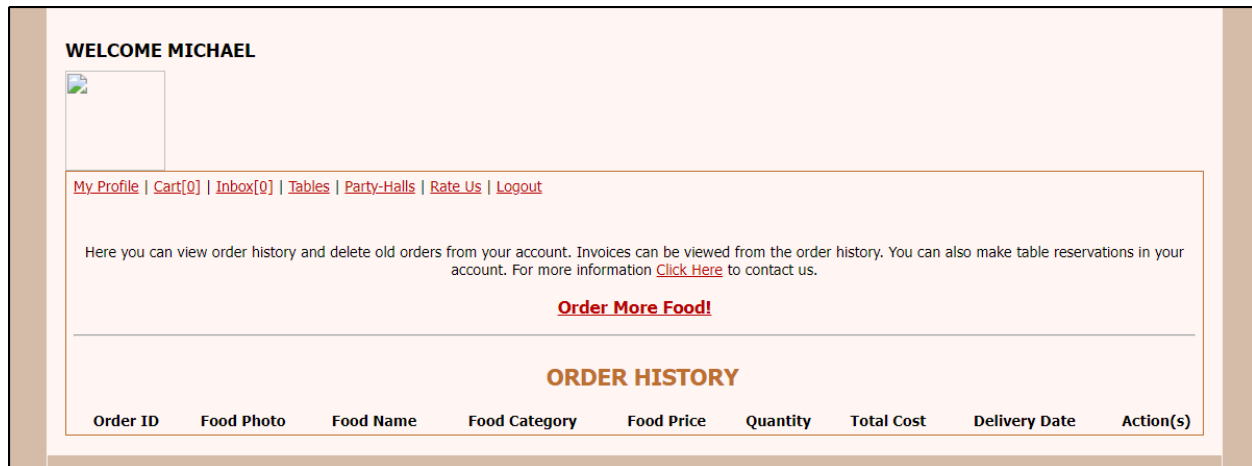 WELCOME MICHAEL
My Profile | Cart[0] | Inbox[0] | Tables | Party-Halls | Rate Us | Logout
Here you can view order history and delete old orders from your account. Invoices can be viewed from the order history. You can also make table reservations in your
account. For more information Click Here to contact us.
Order More Food!
ORDER HISTORY
Order ID Food Photo Food Name Food Category Food Price Quantity Total Cost Delivery Date Action(s)